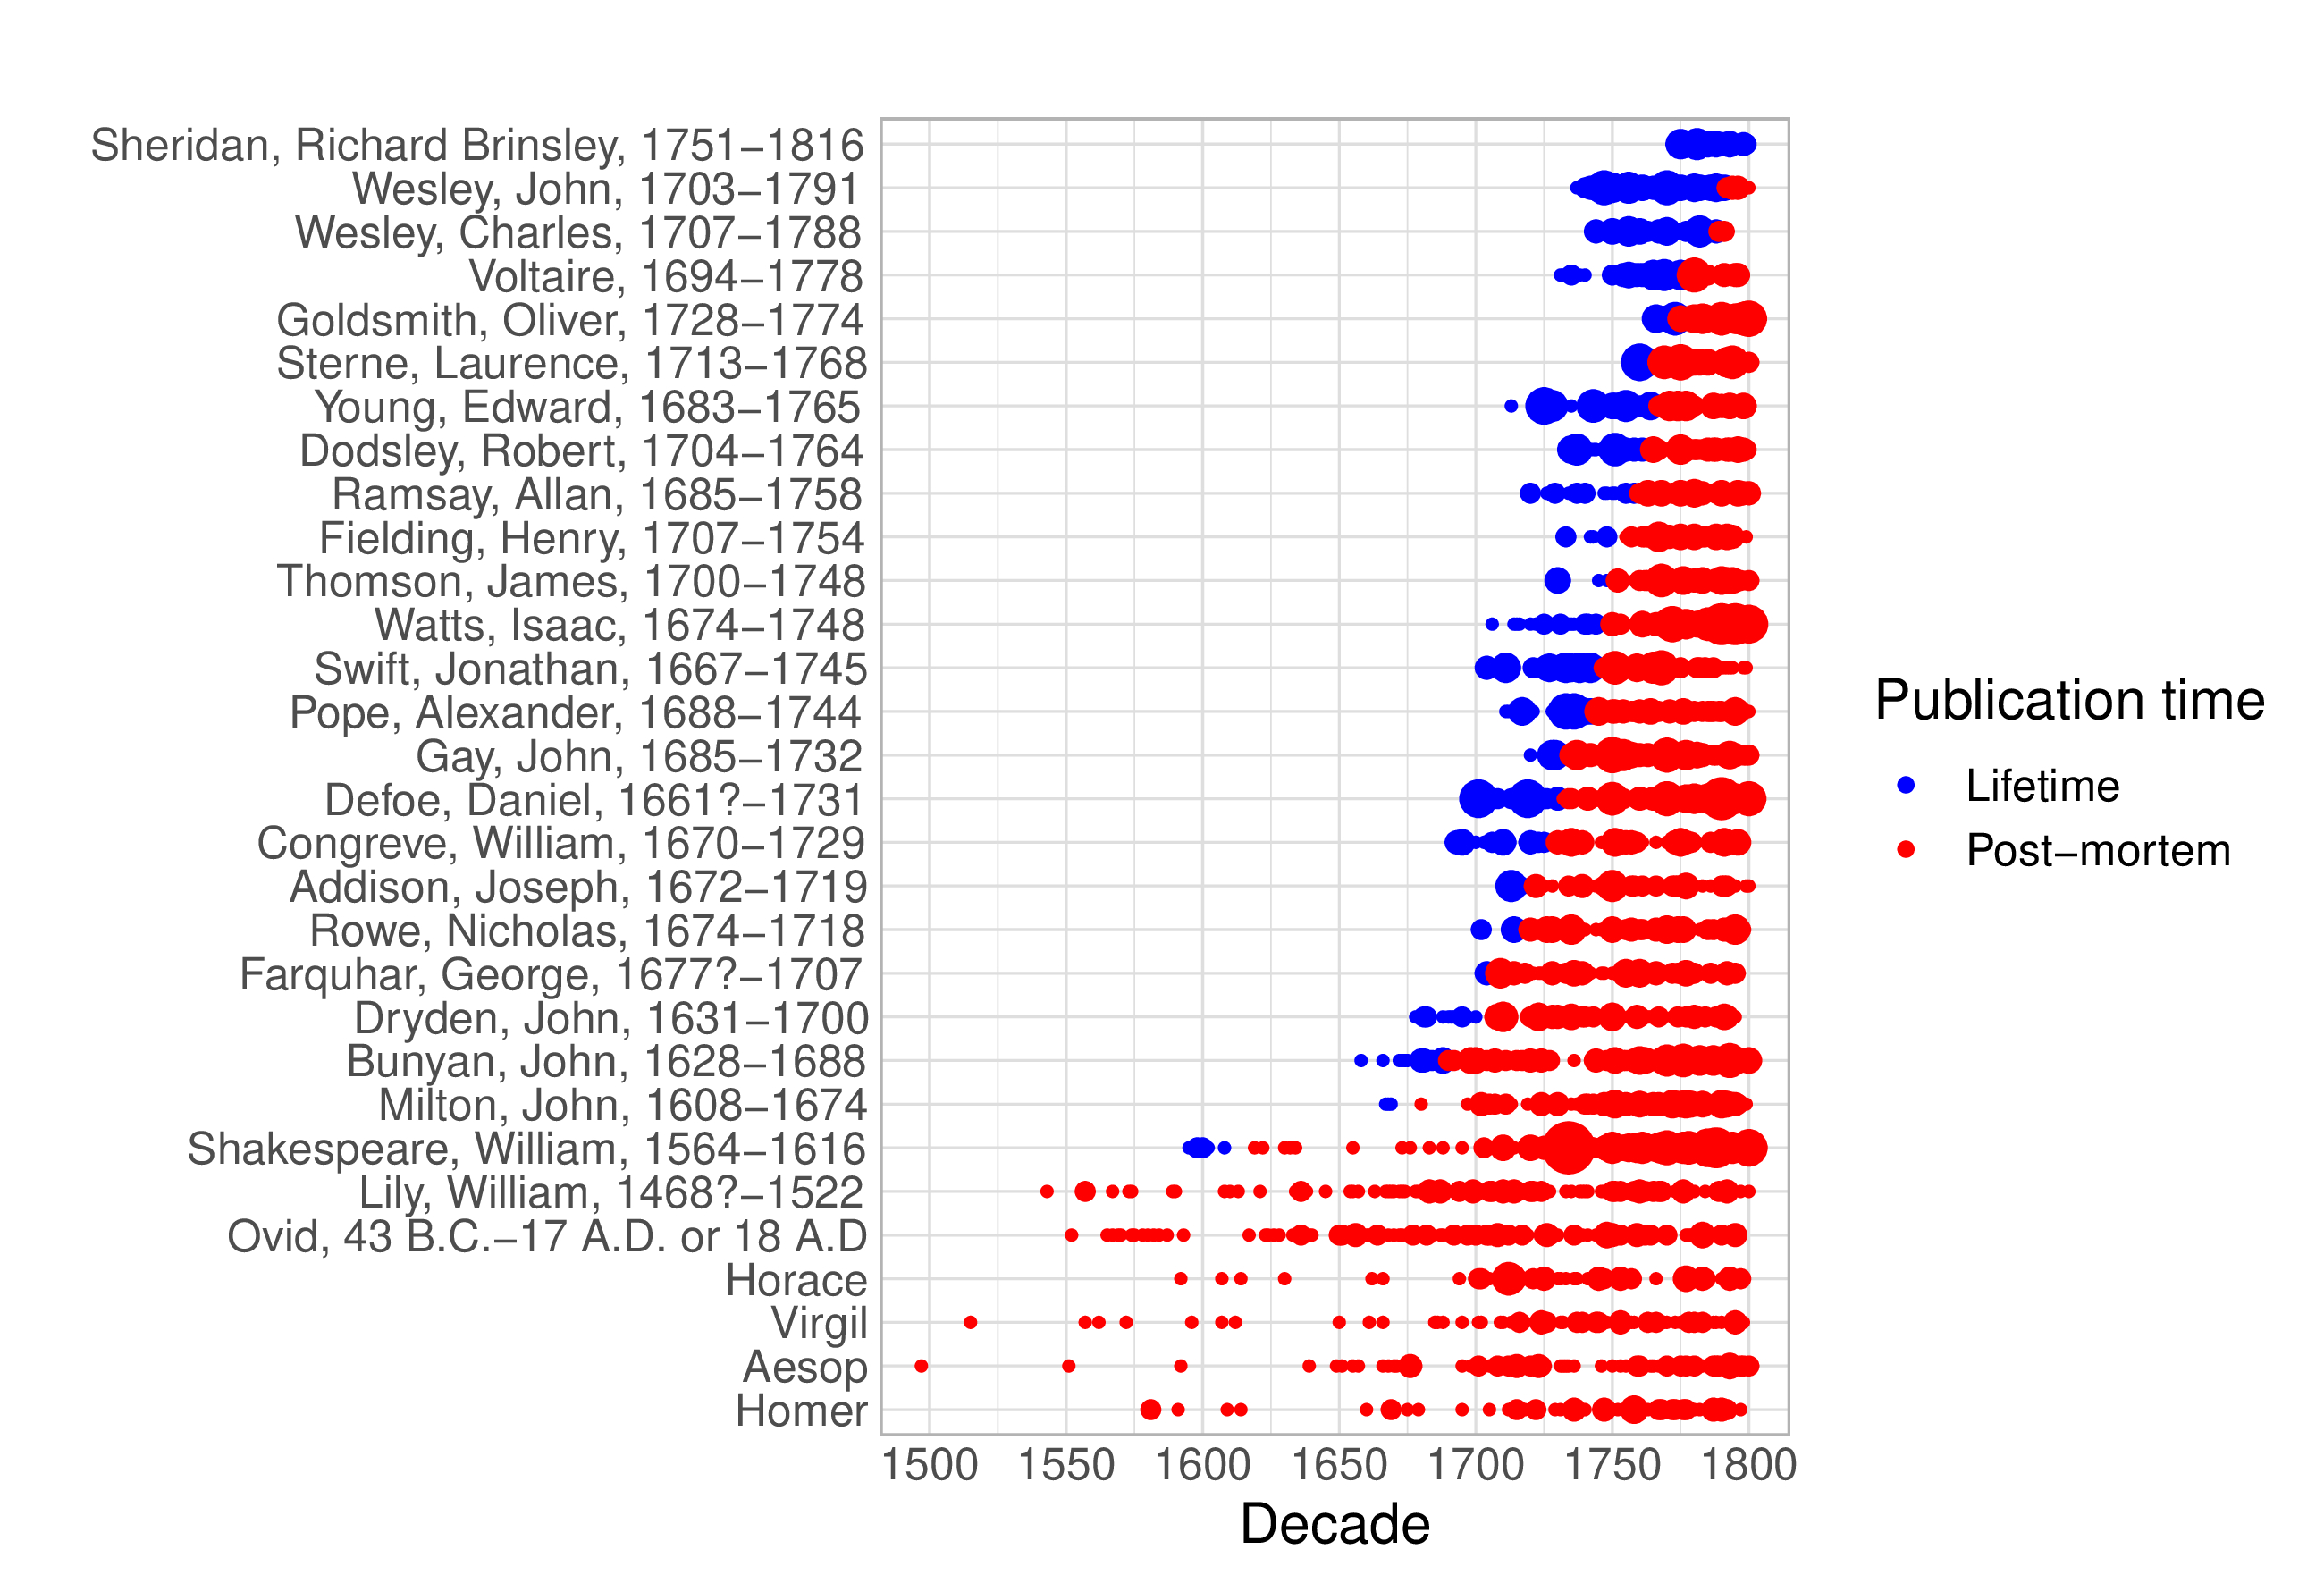 Sheridan, Richard Brinsley, 1751−1816
Wesley, John, 1703−1791
Wesley, Charles, 1707−1788
Voltaire, 1694−1778
Goldsmith, Oliver, 1728−1774
Sterne, Laurence, 1713−1768
Young, Edward, 1683−1765
Dodsley, Robert, 1704−1764
Ramsay, Allan, 1685−1758
Fielding, Henry, 1707−1754
Thomson, James, 1700−1748
Watts, Isaac, 1674−1748
Swift, Jonathan, 1667−1745
Pope, Alexander, 1688−1744
Gay, John, 1685−1732
Defoe, Daniel, 1661?−1731
Congreve, William, 1670−1729
Addison, Joseph, 1672−1719
Rowe, Nicholas, 1674−1718
Farquhar, George, 1677?−1707
Dryden, John, 1631−1700
Bunyan, John, 1628−1688
Milton, John, 1608−1674
Shakespeare, William, 1564−1616
Lily, William, 1468?−1522
Ovid, 43 B.C.−17 A.D. or 18 A.D
Horace
Virgil
Aesop
Homer
1500 1550 1600 1650 1700 1750 1800
Decade
Publication time
Lifetime
Post−mortem